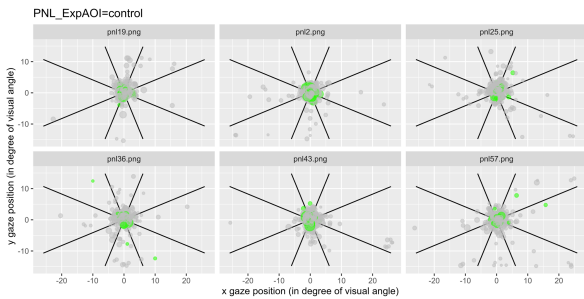 PNL_ExpAOI=control
pnl19.png
pnl2.png
pnl25.png
10
0
-10
pnl36.png
pnl43.png
pnl57.png
10
0
-10
-20 -10 0 10 20 -20 -10 0 10 20 -20 -10 0 10 20
x gaze position (in degree of visual angle)
y gaze position (in degree of visual angle)